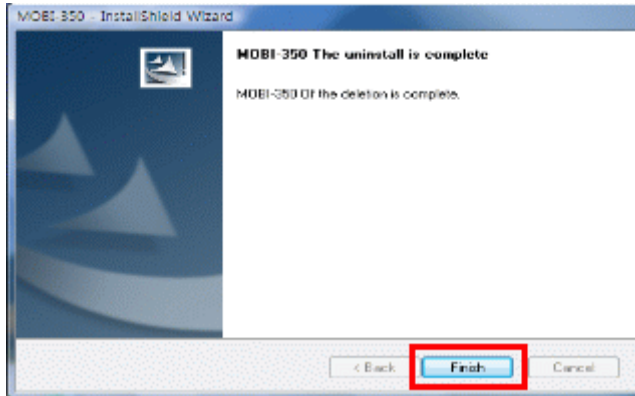 MOBI-350 - InstallShield Wizard
MOBI-350 The uninstall is complete
MOBI-350 Of the deletion is complete.
< Back
Finish
Cancel